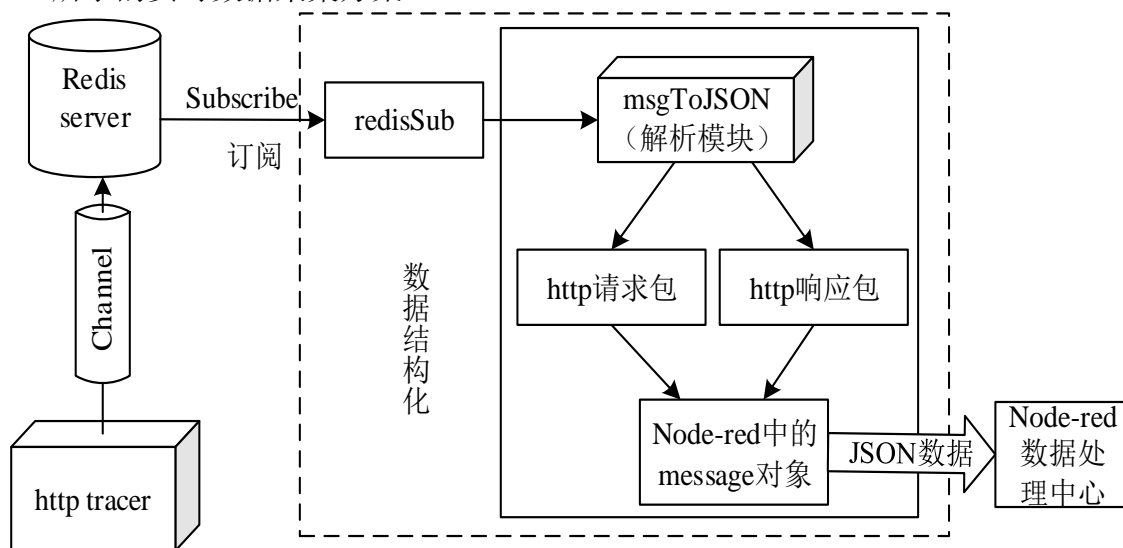 Redis
server
Subscribe
订阅
redisSub
msgToJSON
（解析模块）
Channel
数据结构化
http请求包
http响应包
http tracer
Node-red中的
message对象
JSON数据
Node-red
数据处
理中心